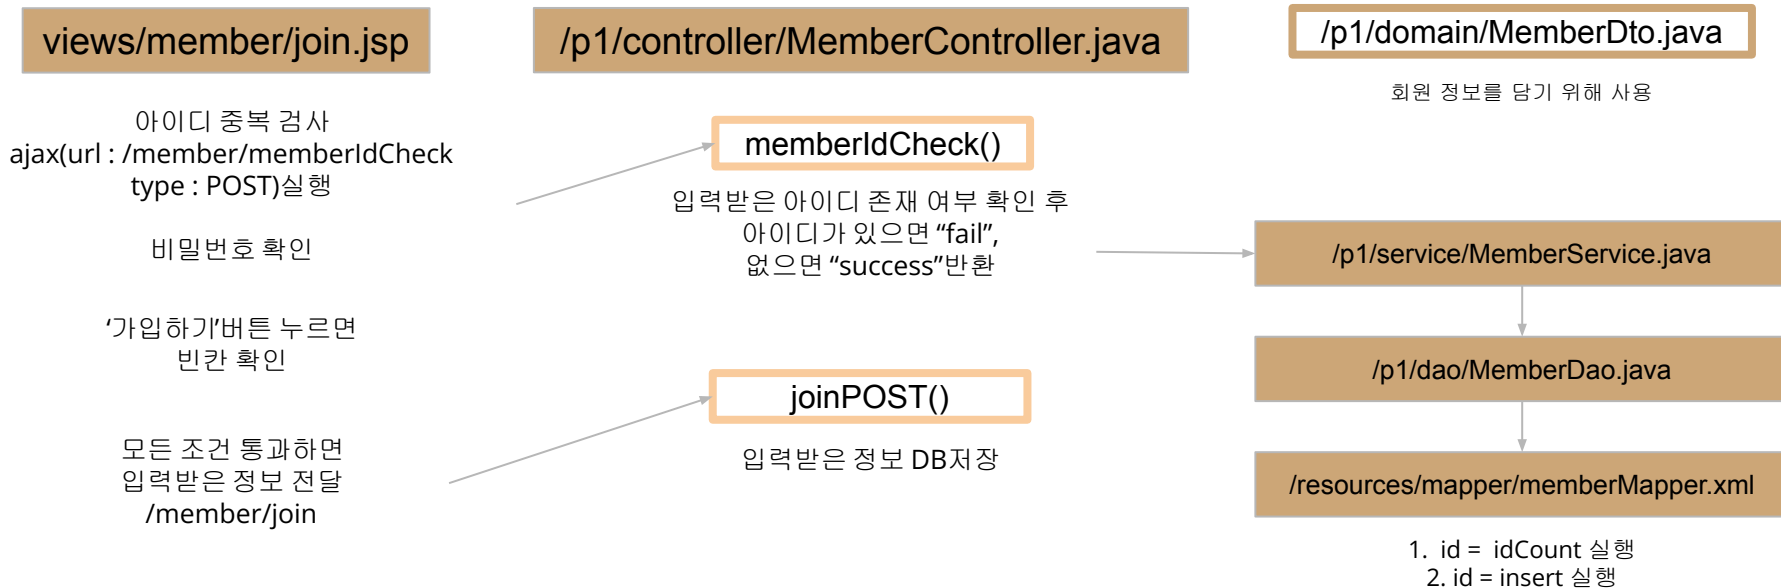 views/member/join.jsp
아이디 중복 검사
ajax(url : /member/memberIdCheck
type : POST)실행
비밀번호 확인
‘가입하기’버튼 누르면
빈칸 확인
모든 조건 통과하면
입력받은 정보 전달
/member/join
/p1/controller/MemberController.java
memberIdCheck()
입력받은 아이디 존재 여부 확인 후
아이디가 있으면 “fail”,
없으면 “success”반환
joinPOST()
입력받은 정보 DB저장
/p1/domain/MemberDto.java
회원 정보를 담기 위해 사용
/p1/service/MemberService.java
/p1/dao/MemberDao.java
/resources/mapper/memberMapper.xml
1. id = idCount 실행
2. id = insert 실행